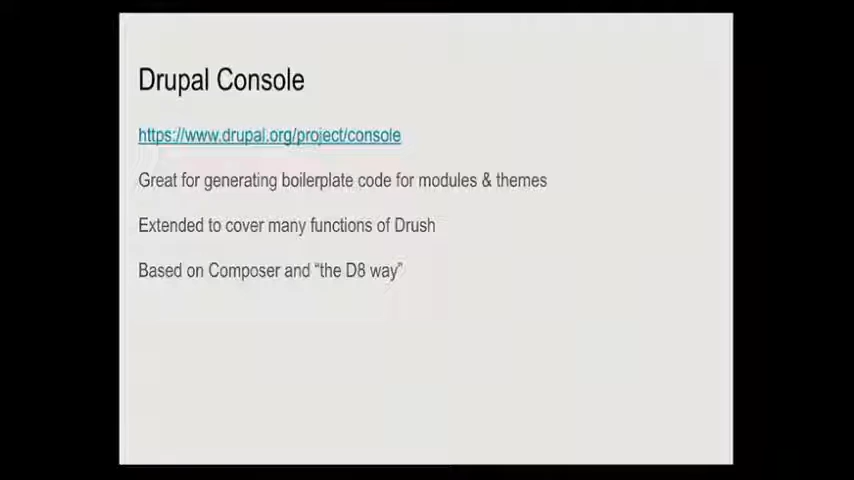 Drupal Console
https://www.drupal.org/project/console
Great for generating boilerplate code for modules & themes
Extended to cover many functions of Drush
Based on Composer and “the D8 way”